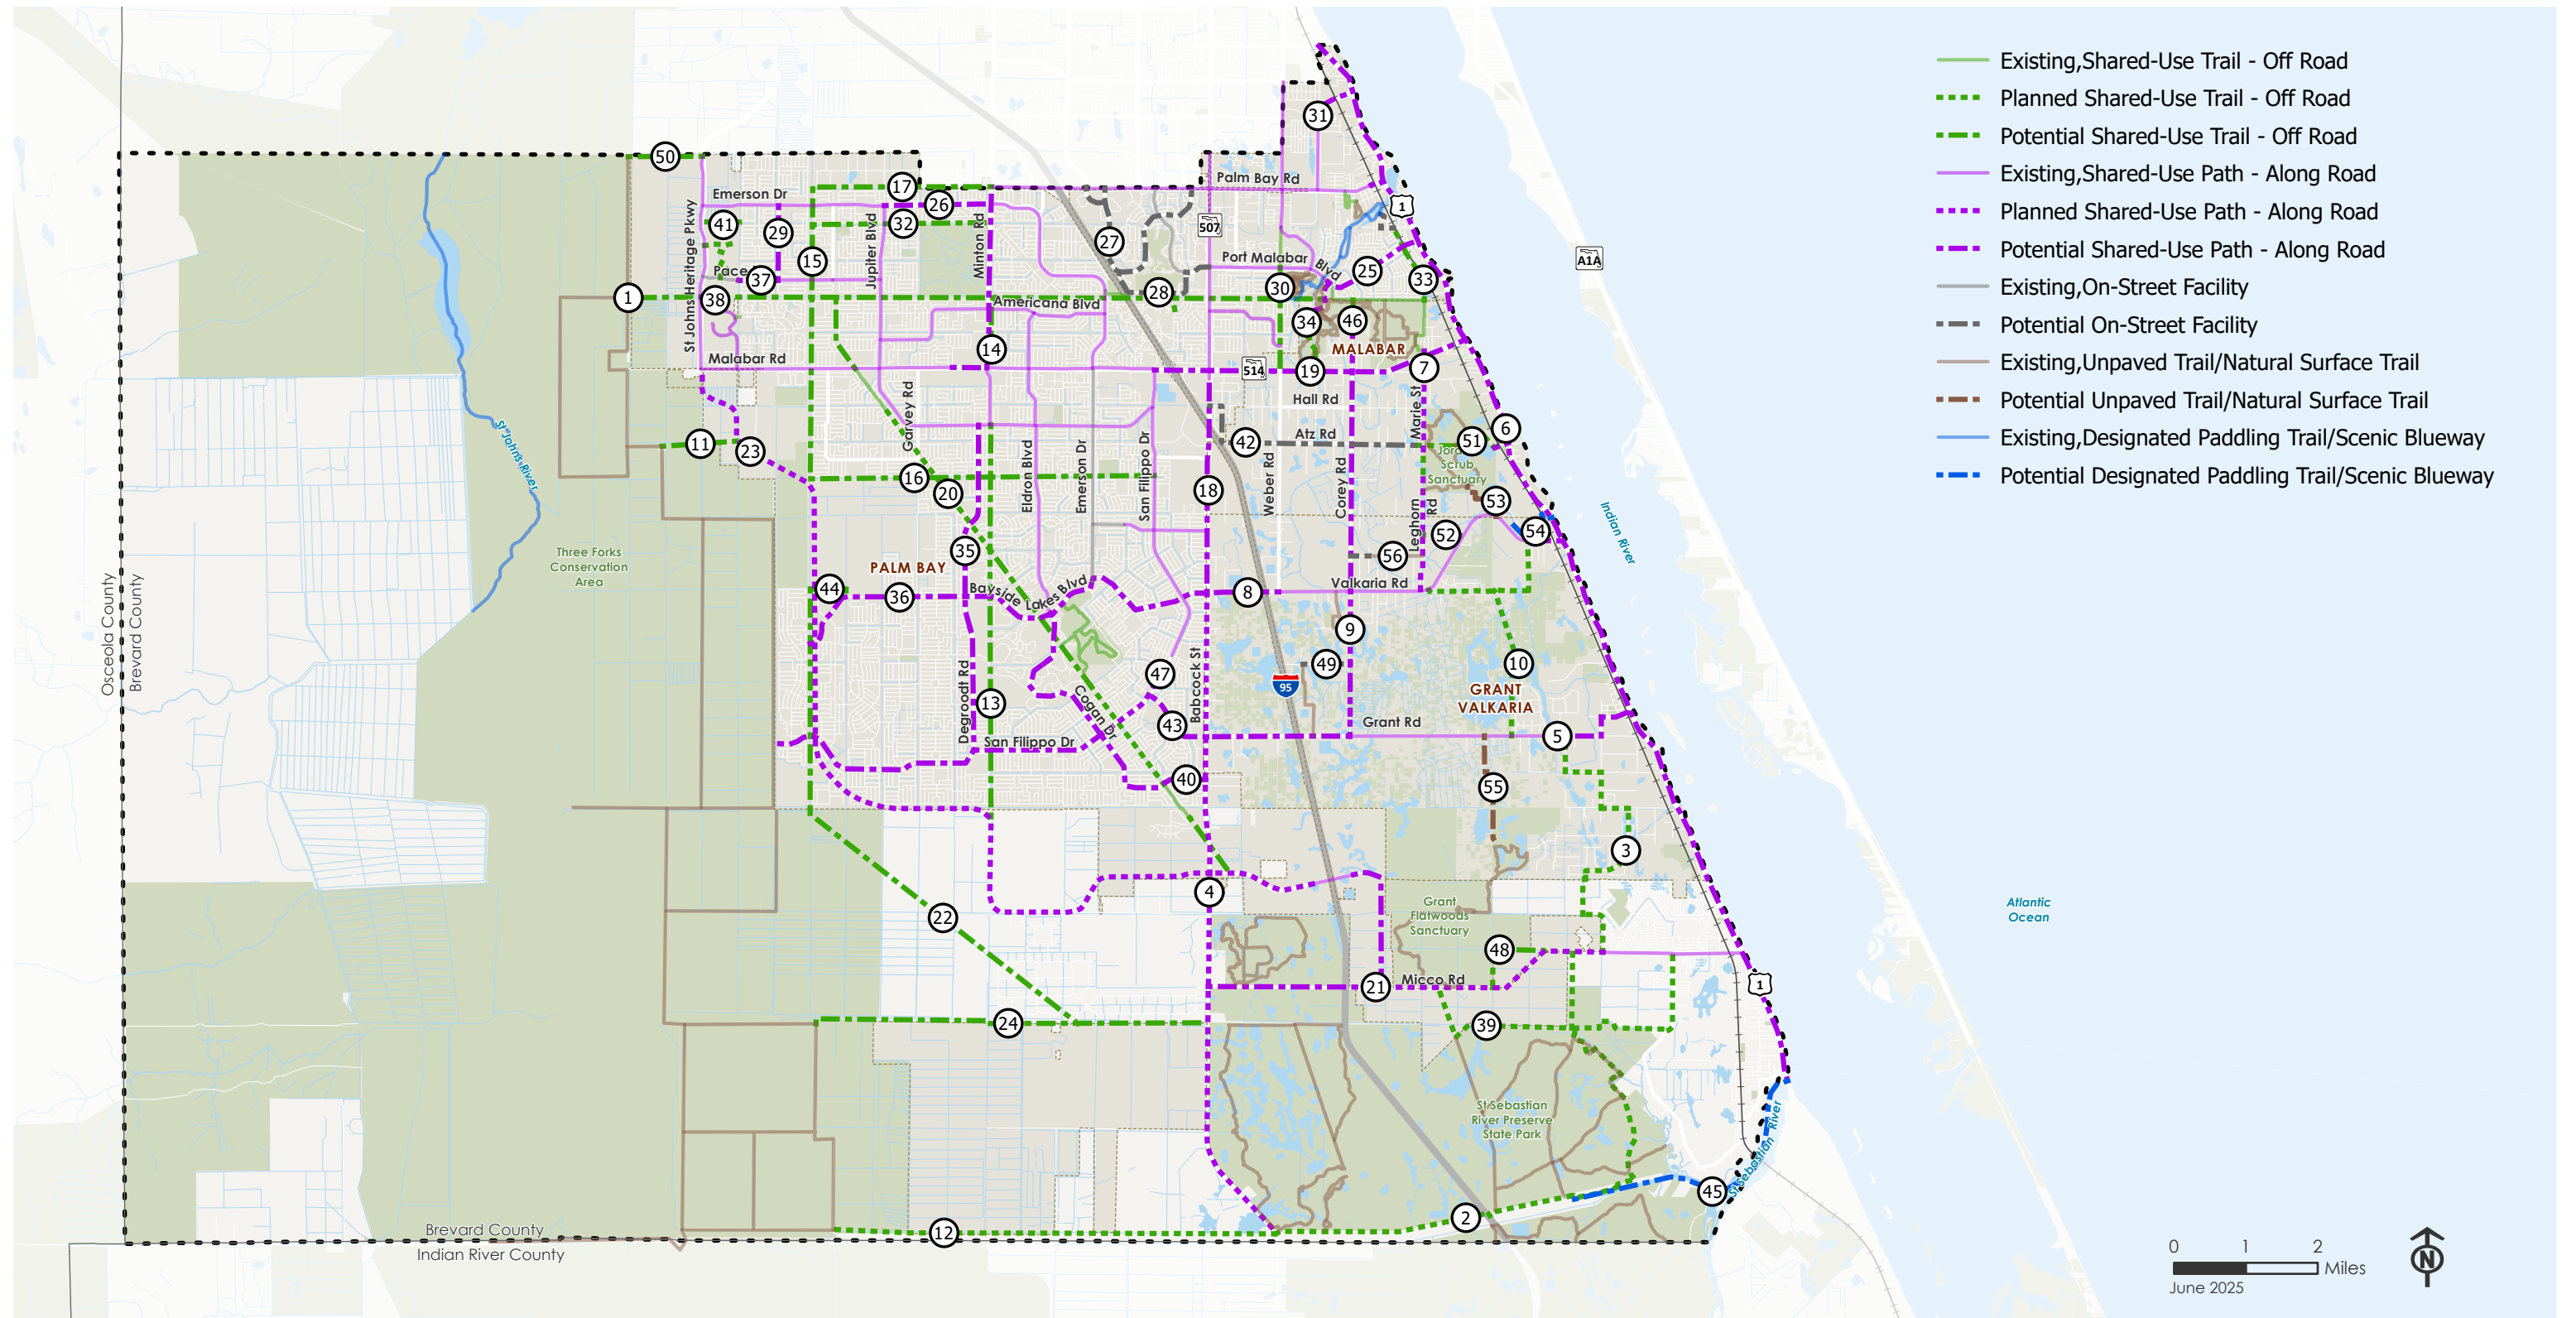 Existing,Shared-Use Trail - Off Road
Planned Shared-Use Trail - Off Road
Potential Shared-Use Trail - Off Road
Existing,Shared-Use Path - Along Road
Planned Shared-Use Path - Along Road
Potential Shared-Use Path - Along Road
Existing,On-Street Facility
Potential On-Street Facility
Existing,Unpaved Trail/Natural Surface Trail
Potential Unpaved Trail/Natural Surface Trail
Existing,Designated Paddling Trail/Scenic Blueway
Potential Designated Paddling Trail/Scenic Blueway
31
50
Palm Bay Rd
17
Emerson Dr
26
1
41
32
507
29
27
St Johns Heritage Pkwy
Jupiter Blvd
Minton Rd
A1A
15
Port Malabar Blvd
25
Pace
37
33
30
28
1
38
Americana Blvd
34
46
14
MALABAR
Malabar Rd
7
514
19
Hall Rd
Garvey Rd
Marie St
6
Atz Rd
51
42
11
23
St Johns River
Jordan
Scrub
Sanctuary
Eldron Blvd
Emerson Dr
San Filippo Dr
Weber Rd
Corey Rd
16
20
18
53
Leghorn Rd
Indian River
54
52
35
56
Three Forks
Conservation
Area
PALM BAY
Valkaria Rd
44
36
Bayside Lakes Blvd
8
Osceola County
Brevard County
9
49
10
47
95
Babcock St
GRANT
VALKARIA
Degroodt Rd
13
Cogan Dr
43
Grant Rd
5
San Filippo Dr
40
55
3
4
Grant
Flatwoods
Sanctuary
Atlantic
Ocean
22
48
21
Micco Rd
1
24
39
St Sebastian
River Preserve
State Park
St Sebastian River
45
2
12
Brevard County
Indian River County
0 1 2
Miles
N
June 2025